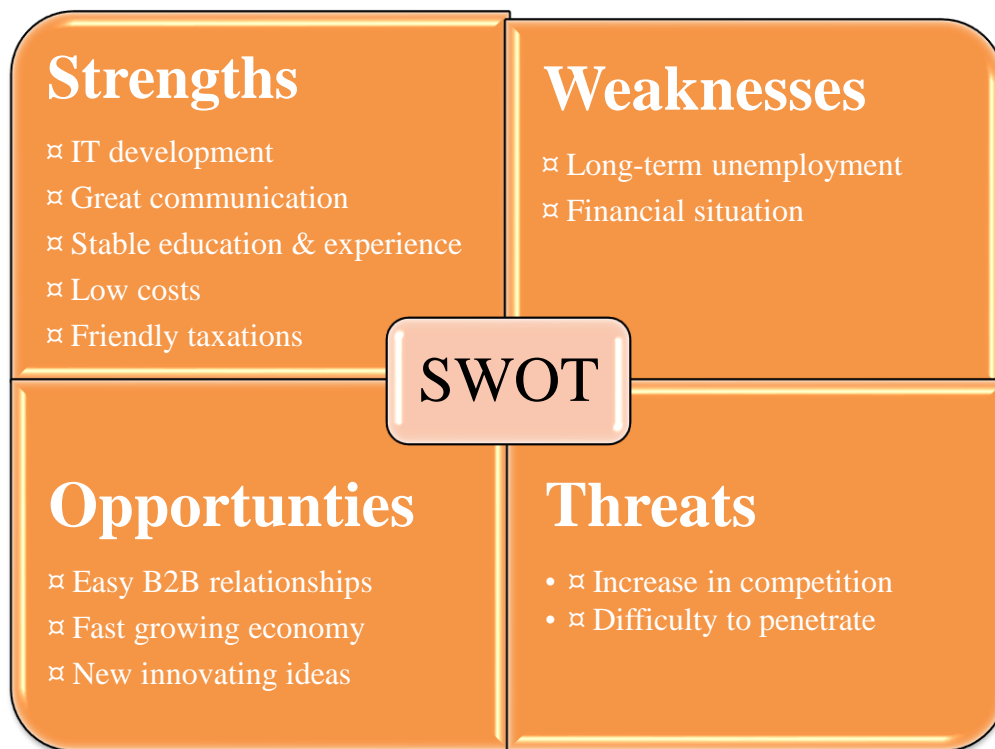 Strengths
¤ IT development
¤ Great communication
¤ Stable education & experience
¤ Low costs
¤ Friendly taxations
Weaknesses
¤ Long-term unemployment
¤ Financial situation
SWOT
Opportunties
¤ Easy B2B relationships
¤ Fast growing economy
¤ New innovating ideas
Threats
• ¤ Increase in competition
• ¤ Difficulty to penetrate